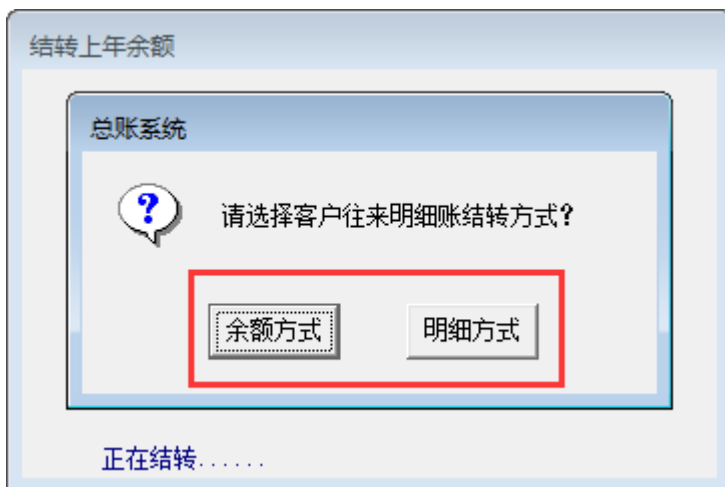 结转上年余额
总账系统
请选择客户往来明细账结转方式?
余额方式 明细方式
正在结转......